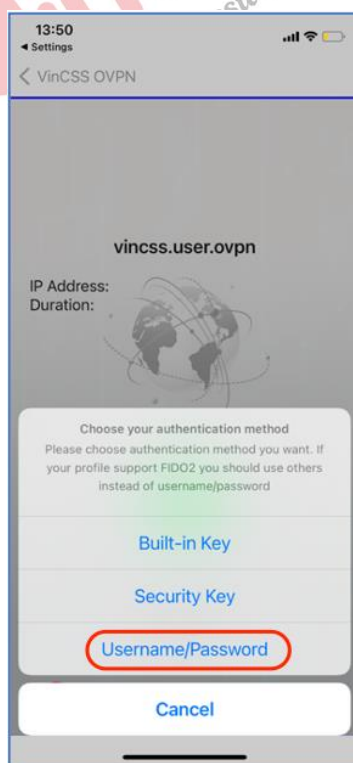 13:50
◄ Settings
VinCSS OVPN
vincss.user.ovpn
IP Address:
Duration:
Choose your authentication method
Please choose authentication method you want. If
your profile support FIDO2 you should use others
instead of username/password
Built-in Key
Security Key
Username/Password
Cancel